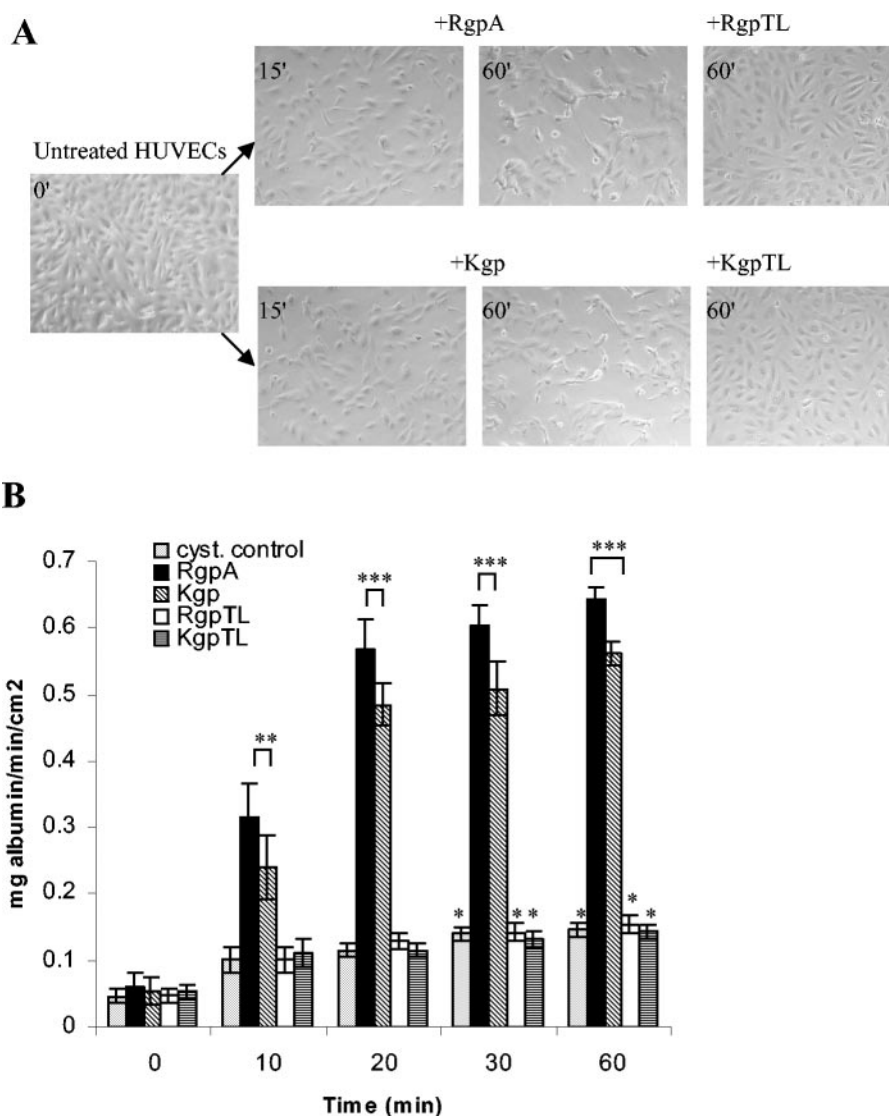 A
+RgpA
+RgpTL
15'
60'
60'
Untreated HUVECs
0'
+Kgp
+KgpTL
15'
60'
60'
B
cyst. control
RgpA
Kgp
RgpTL
KgpTL
mg albumin/min/cm2
0.7
0.6
0.5
0.4
0.3
0.2
0.1
0
**
***
***
***
* * *
* * *
0 10 20 30 60
Time (min)